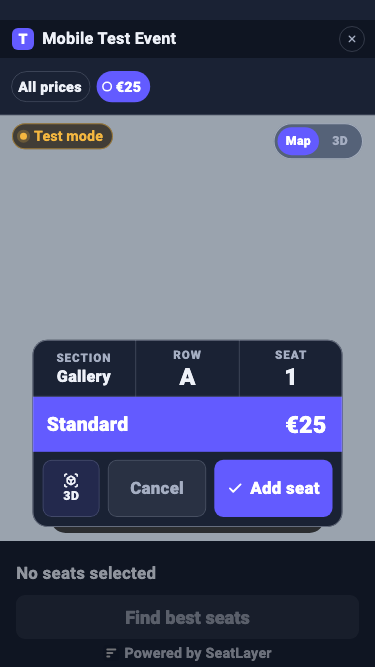 T Mobile Test Event
All prices €25
Test mode Map 3D
SECTION ROW SEAT
Gallery A 1
Standard €25
3D Cancel Add seat
No seats selected
Find best seats
Powered by SeatLayer